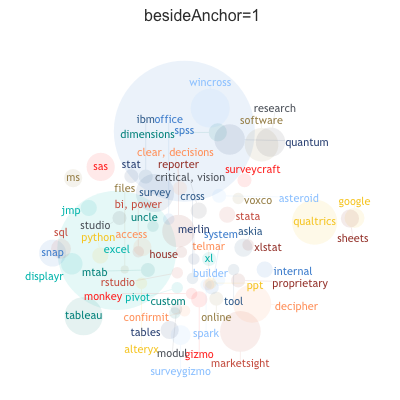 besideAnchor=1
wincross
research
ibmoffice
software
dimensions
spss
quantum
clear, decisions
sas
stat
reporter
surveycraft
ms
critical, vision
files
survey
cross
voxco
asteroid
google
jmp
bi, power
uncle
stata
qualtrics
sql
studio
merlin
system
askia
sheets
python
access
telmar
xlstat
snap
excel
house
xl
displayr
mtab
builder
internal
rstudio
ppt
proprietary
monkey
pivot
custom
tool
decipher
tableau
confirmit
online
tables
spark
alteryx
modul
gizmo
marketsight
surveygizmo